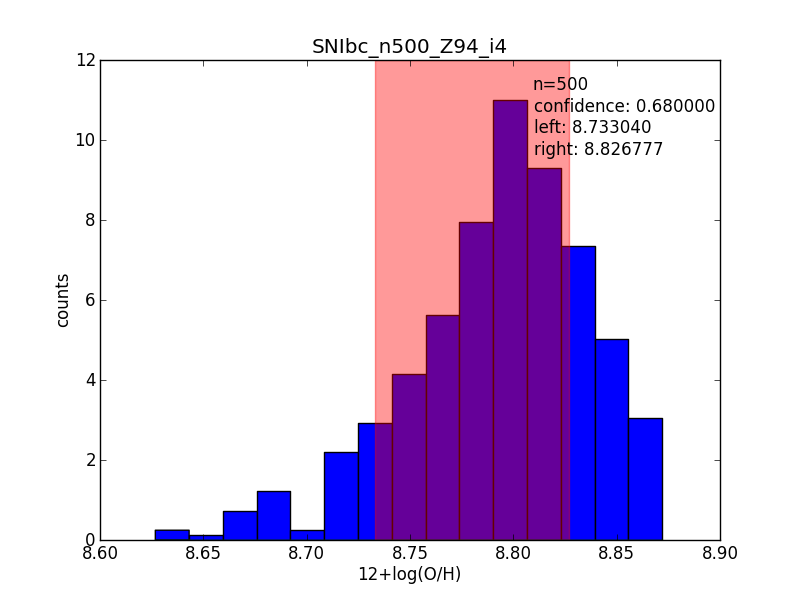 SNIbc_n500_Z94_i4
n=500
confidence: 0.680000
left: 8.733040
right: 8.826777
counts
12
10
8
6
4
2
0
8.60 8.65 8.70 8.75 8.80 8.85 8.90
12+log(O/H)